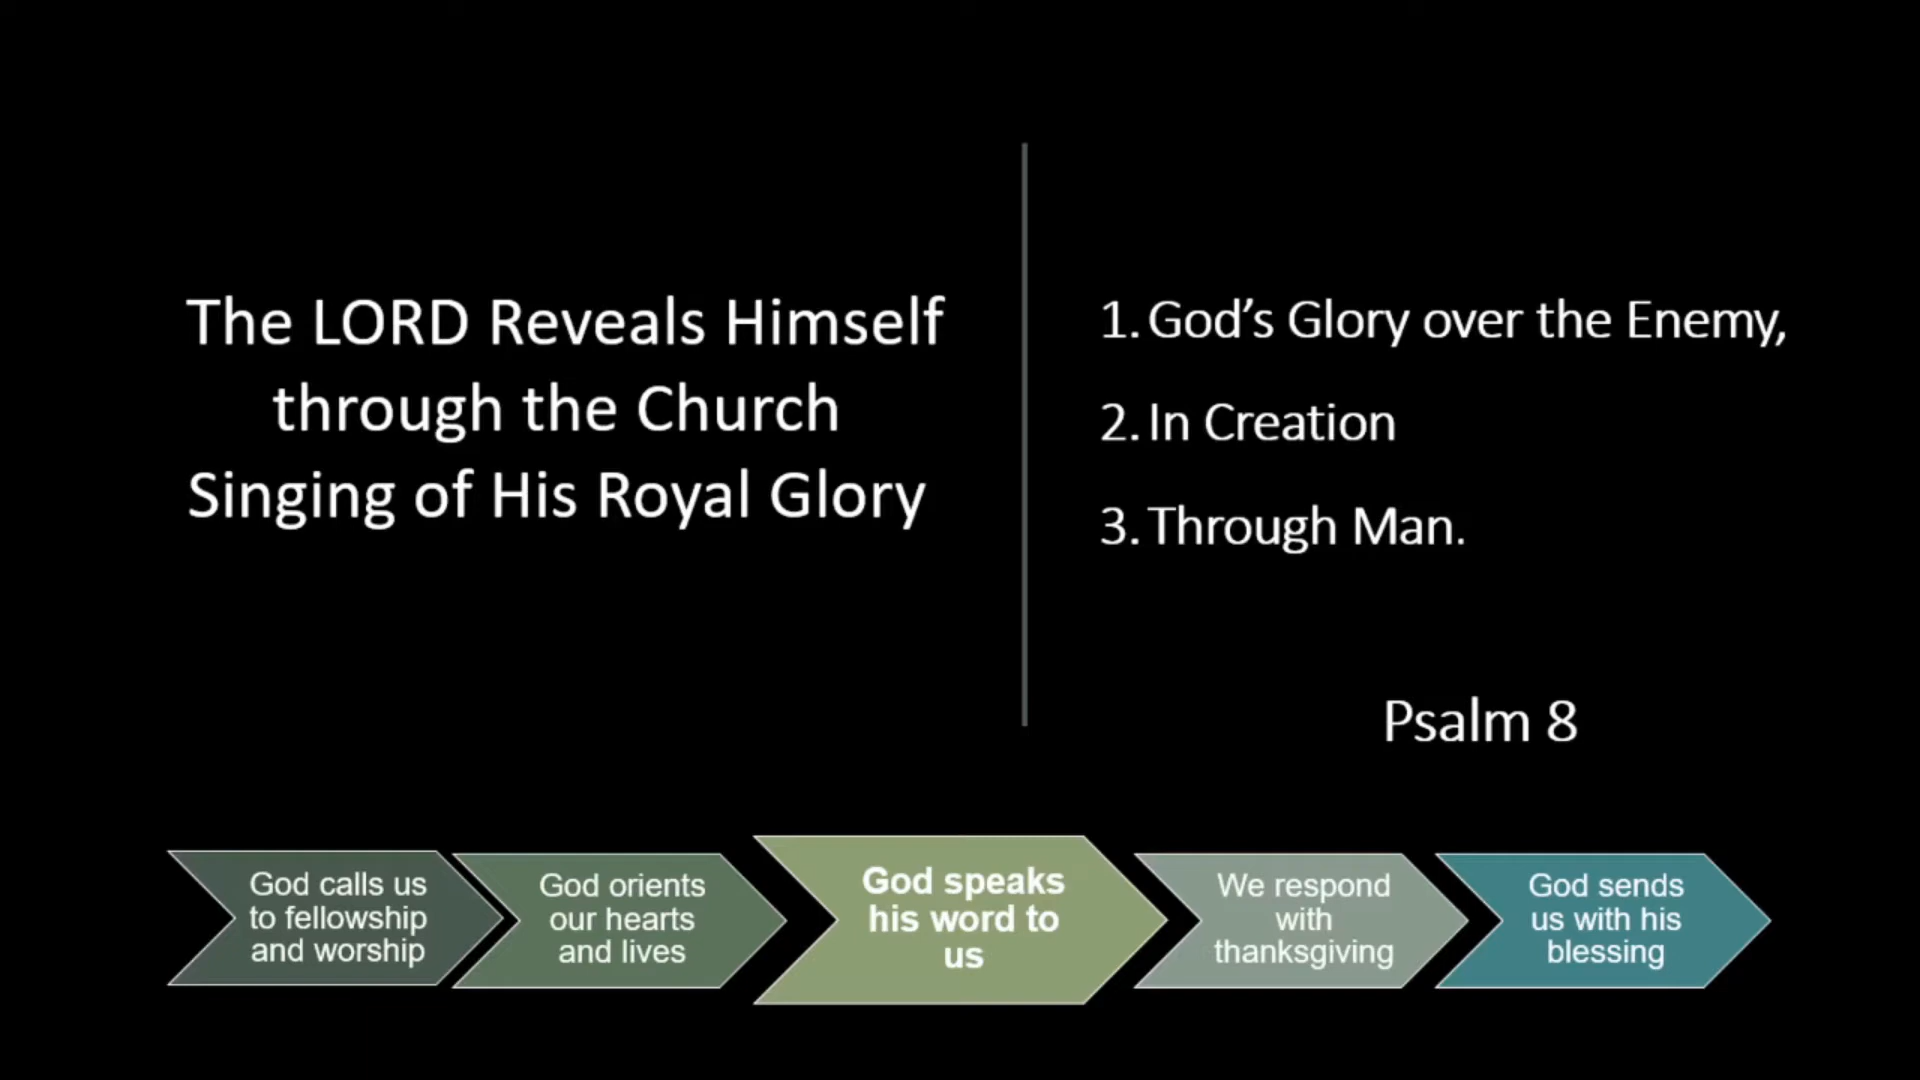 The LORD Reveals Himself
through the Church
Singing of His Royal Glory
1. God’s Glory over the Enemy,
2. In Creation
3. Through Man.
Psalm 8
God calls us
to fellowship
and worship
God orients
our hearts
and lives
God speaks
his word to
us
We respond
with
thanksgiving
God sends
us with his
blessing